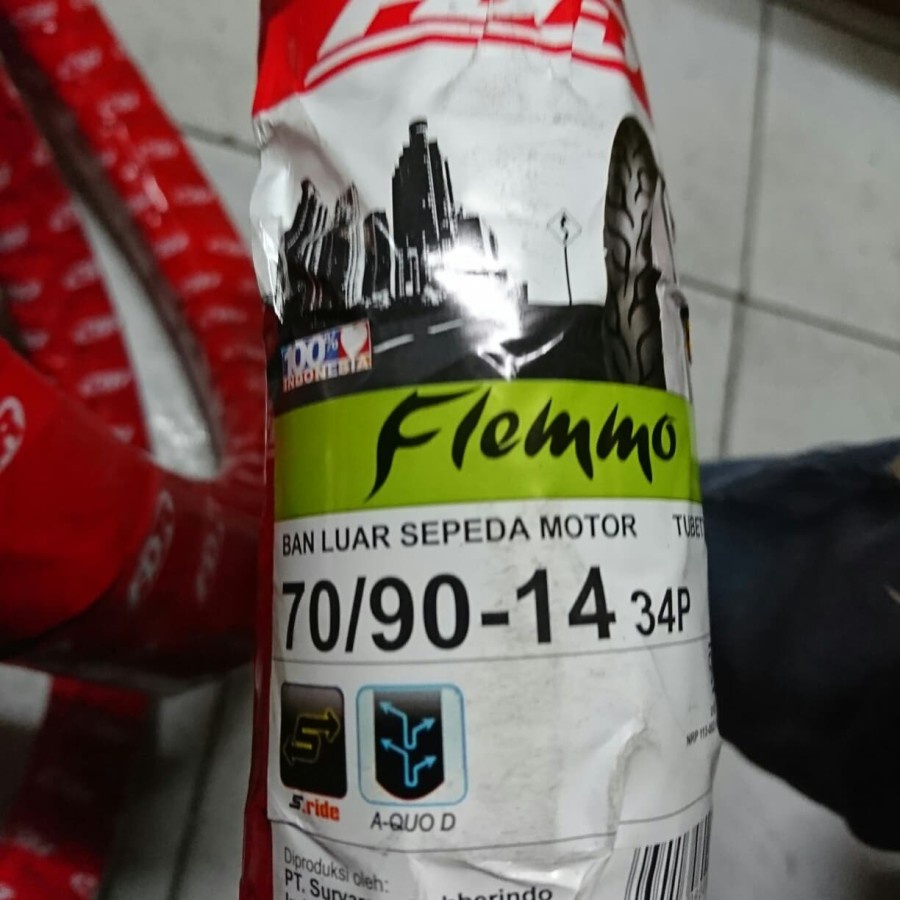 100%
INDONESIA
Flemmo
BAN LUAR SEPEDA MOTOR
70/90-14 34P
S.ride
A-QUO D
Diproduksi oleh:
PT.